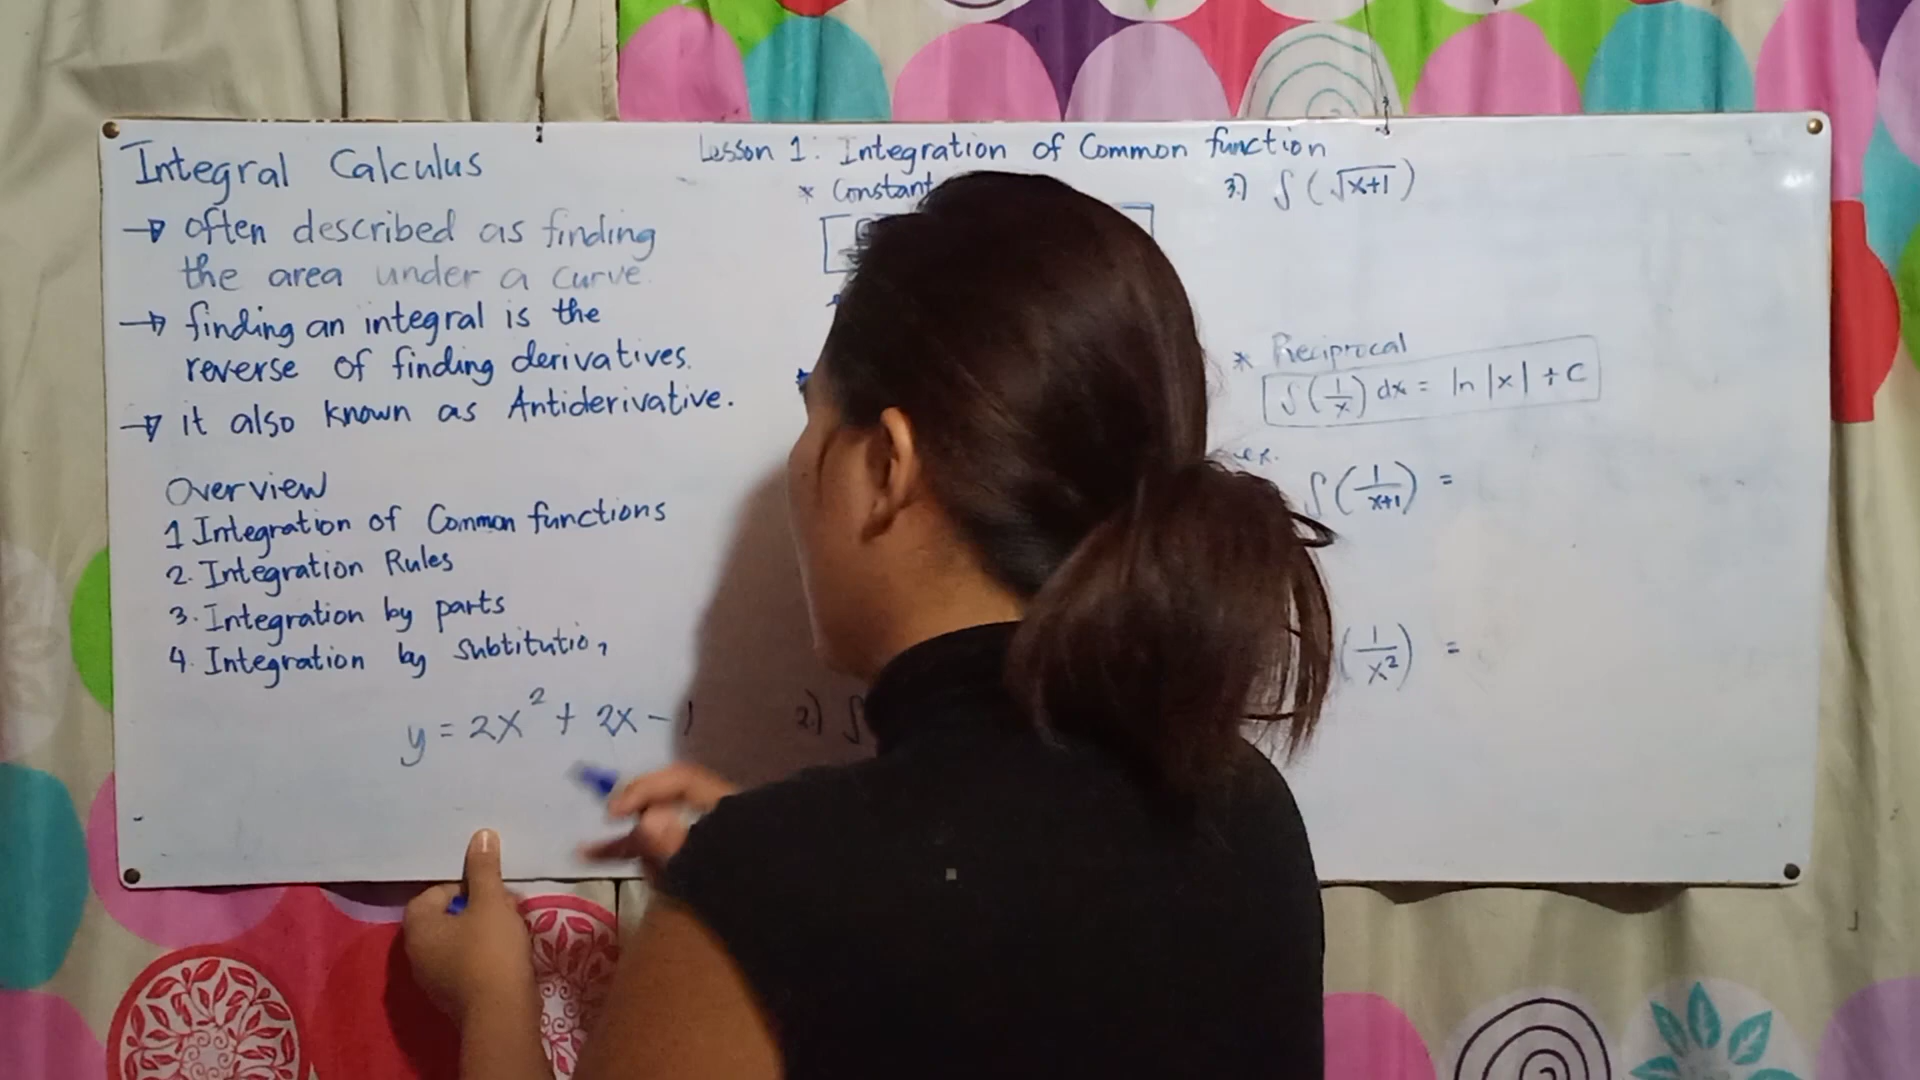 Integral Calculus
→ often described as finding
the area under a curve.
→ finding an integral is the
reverse of finding derivatives.
→ it also known as Antiderivative.
Overview
1 Integration of Common functions
2. Integration Rules
3. Integration by parts
4. Integration by Subtitution
y = 2x² + 2x - 1
Lesson 1: Integration of Common function
* Constant
2.) ∫
3.) ∫ (√x+1)
* Reciprocal
∫ (1/x) dx = ln |x| + C
ex.
∫ (1/x+1) =
(1/x²) =